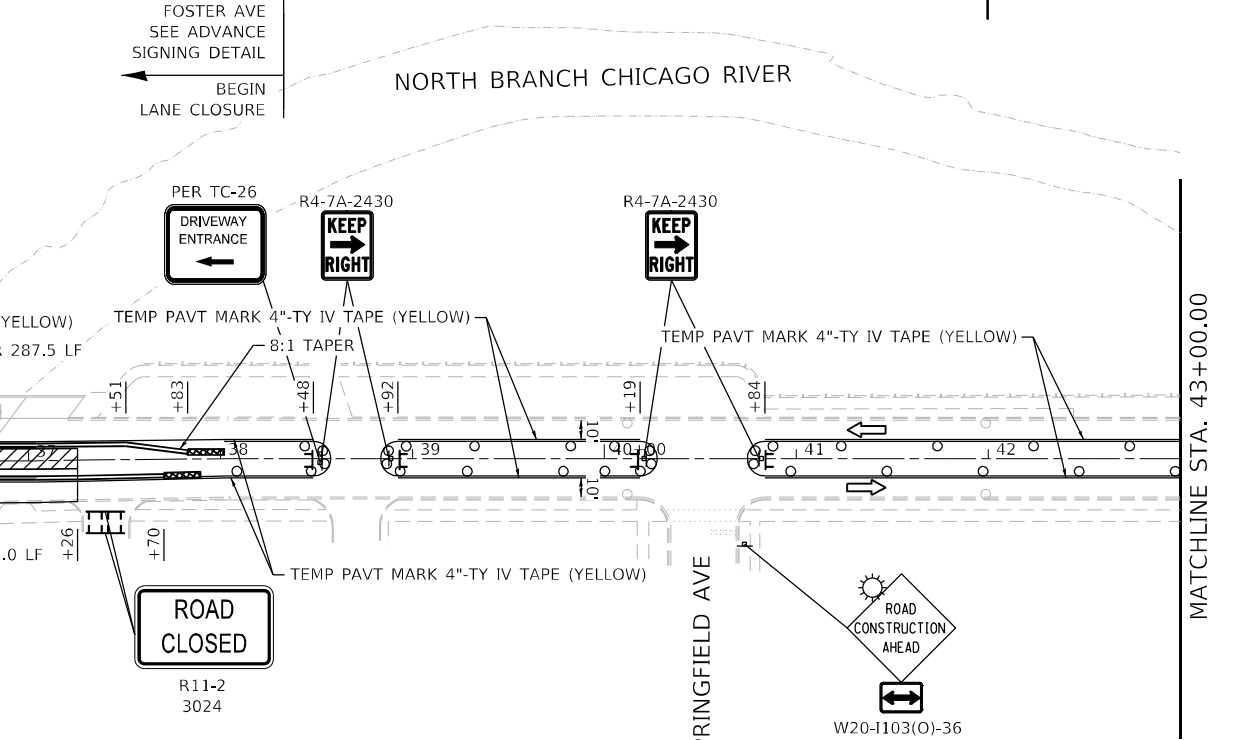 FOSTER AVE
SEE ADVANCE
SIGNING DETAIL
BEGIN
LANE CLOSURE
NORTH BRANCH CHICAGO RIVER
PER TC-26
DRIVEWAY
ENTRANCE
R4-7A-2430
KEEP
RIGHT
R4-7A-2430
KEEP
RIGHT
YELLOW)
287.5 LF
TEMP PAVT MARK 4"-TY IV TAPE (YELLOW)
8:1 TAPER
TEMP PAVT MARK 4"-TY IV TAPE (YELLOW)
+51
+83
+48
+92
+19
+84
10'
37
38
39
40+00
41
42
10'
+26
+70
.0 LF
TEMP PAVT MARK 4"-TY IV TAPE (YELLOW)
ROAD
CLOSED
R11-2
3024
PRINGFIELD AVE
ROAD
CONSTRUCTION
AHEAD
W20-I103(O)-36
MATCHLINE STA. 43+00.00